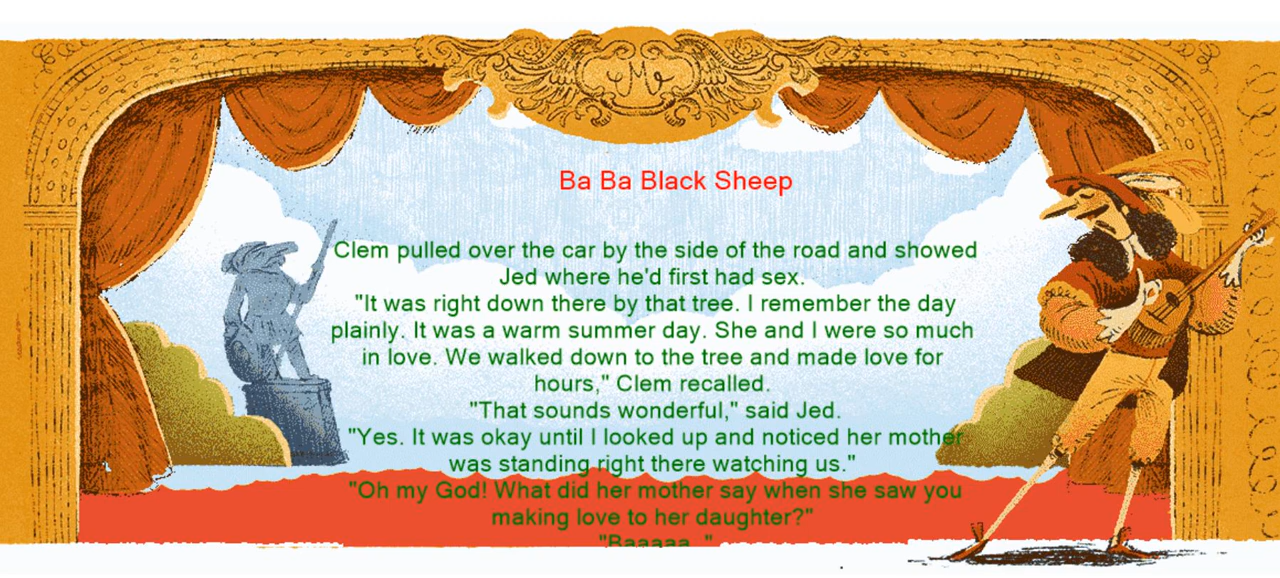 Ba Ba Black Sheep
Clem pulled over the car by the side of the road and showed
Jed where he'd first had sex.
"It was right down there by that tree. I remember the day
plainly. It was a warm summer day. She and I were so much
in love. We walked down to the tree and made love for
hours," Clem recalled.
"That sounds wonderful," said Jed.
"Yes. It was okay until I looked up and noticed her mother
was standing right there watching us."
"Oh my God! What did her mother say when she saw you
making love to her daughter?"
"Baaaaa.."